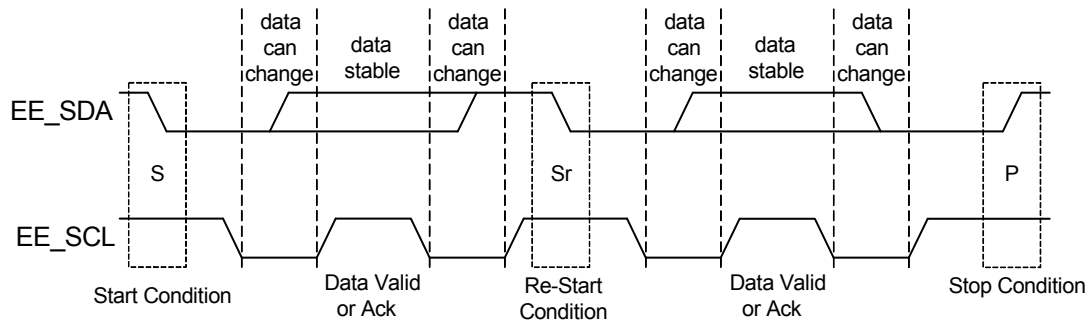 data
can
change
data
stable
data
can
change
data
can
change
data
stable
data
can
change
EE_SDA
S
Sr
P
EE_SCL
Start Condition
Data Valid
or Ack
Re-Start
Condition
Data Valid
or Ack
Stop Condition